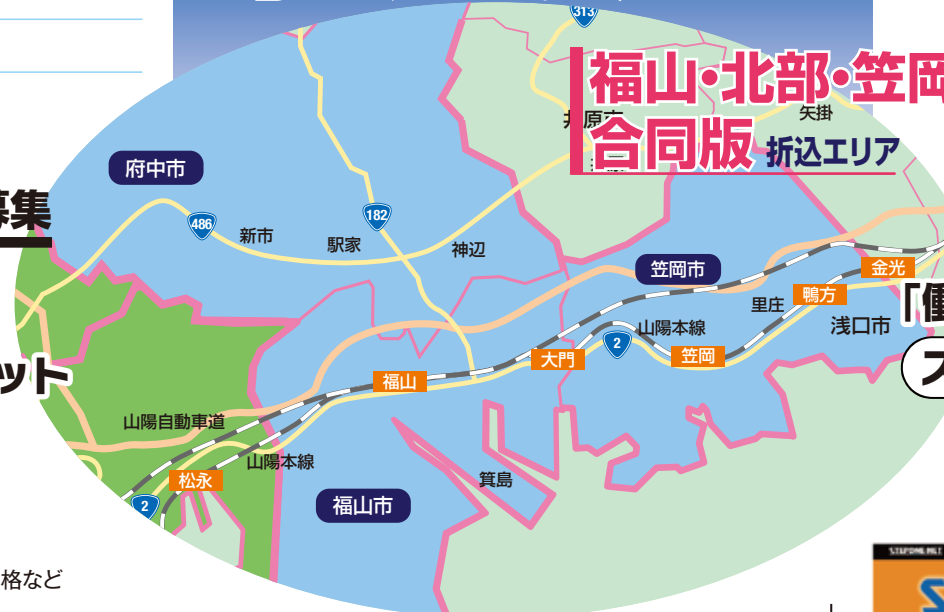 313
福山・北部・笠岡
合同版 折込エリア
矢掛
井原市
府中市
募集
486
新市
駅家
182
神辺
笠岡市
金光
鴨方
里庄
浅口市
「働
山陽本線
2
笠岡
大門
福山
ット
ス
山陽自動車道
山陽本線
松永
2
箕島
福山市
格など